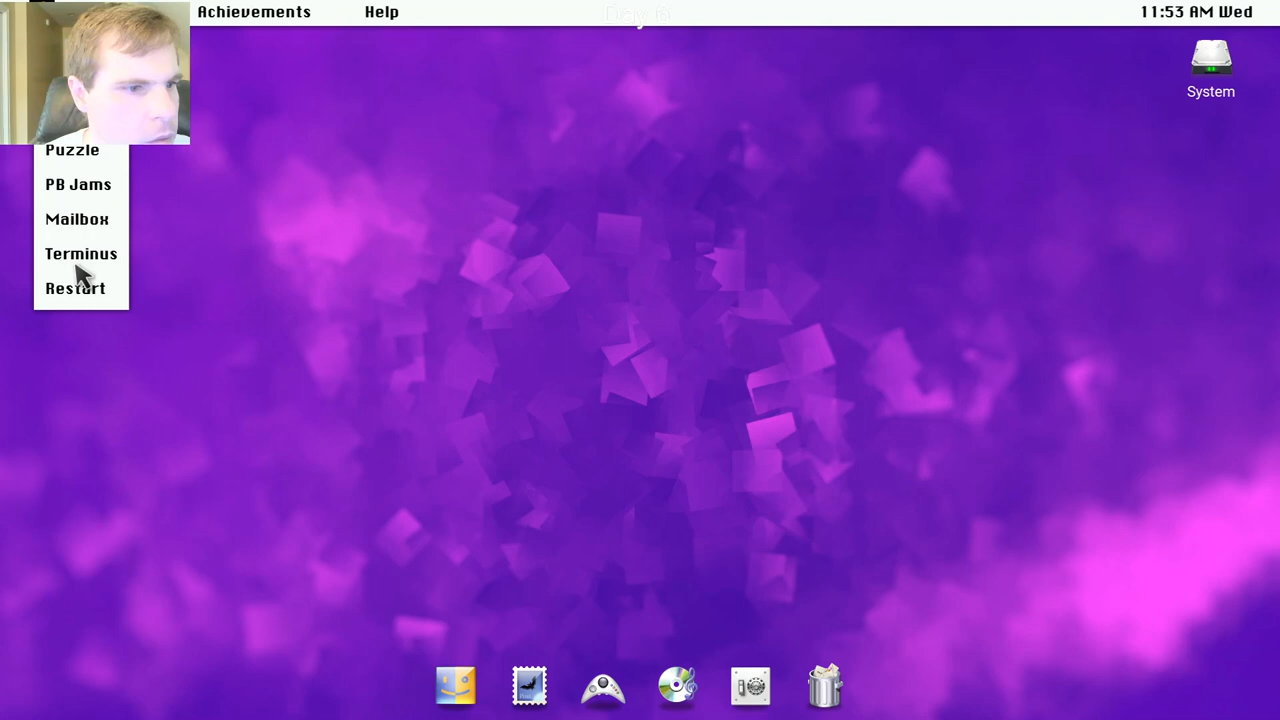 Achievements Help 11:53 AM Wed
System
Puzzle
PB Jams
Mailbox
Terminus
Restart